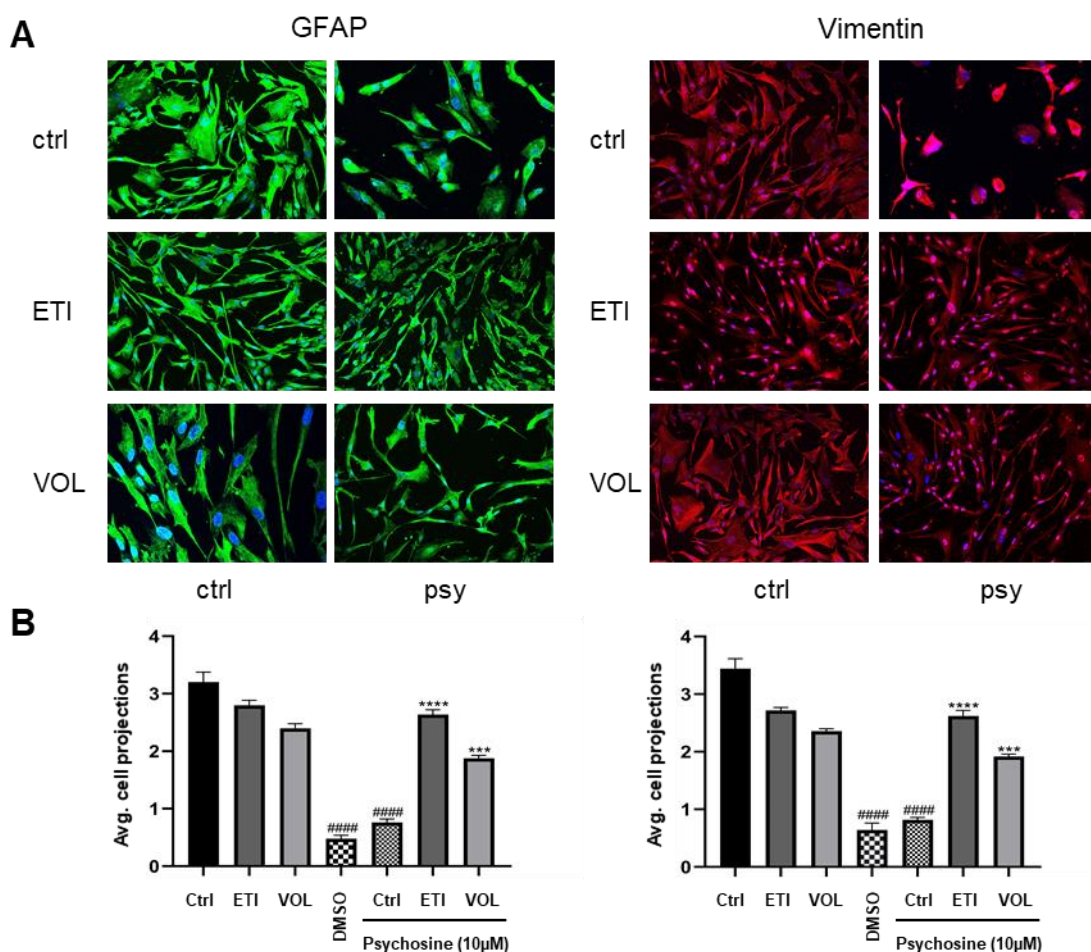 A
GFAP
Vimentin
ctrl
ctrl
ETI
ETI
VOL
VOL
ctrl
psy
ctrl
psy
B
Avg. cell projections
4
3
2
1
0
####
####
****
***
Ctrl
ETI
VOL
DMSO
Ctrl
ETI
VOL
Psychosine (10μM)
Avg. cell projections
4
3
2
1
0
####
####
****
***
Ctrl
ETI
VOL
DMSO
Ctrl
ETI
VOL
Psychosine (10μM)